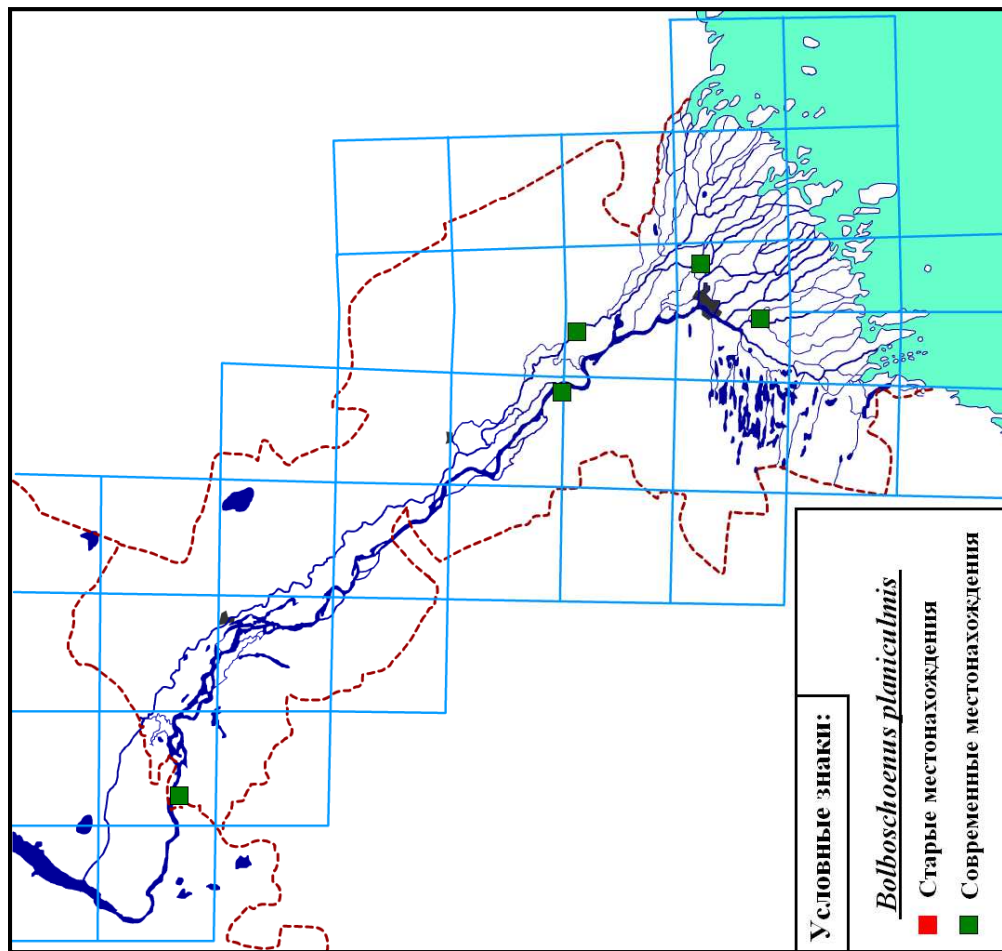 Условные знаки:
Bolboschoenus planiculmis
Старые местонахождения
Современные местонахождения